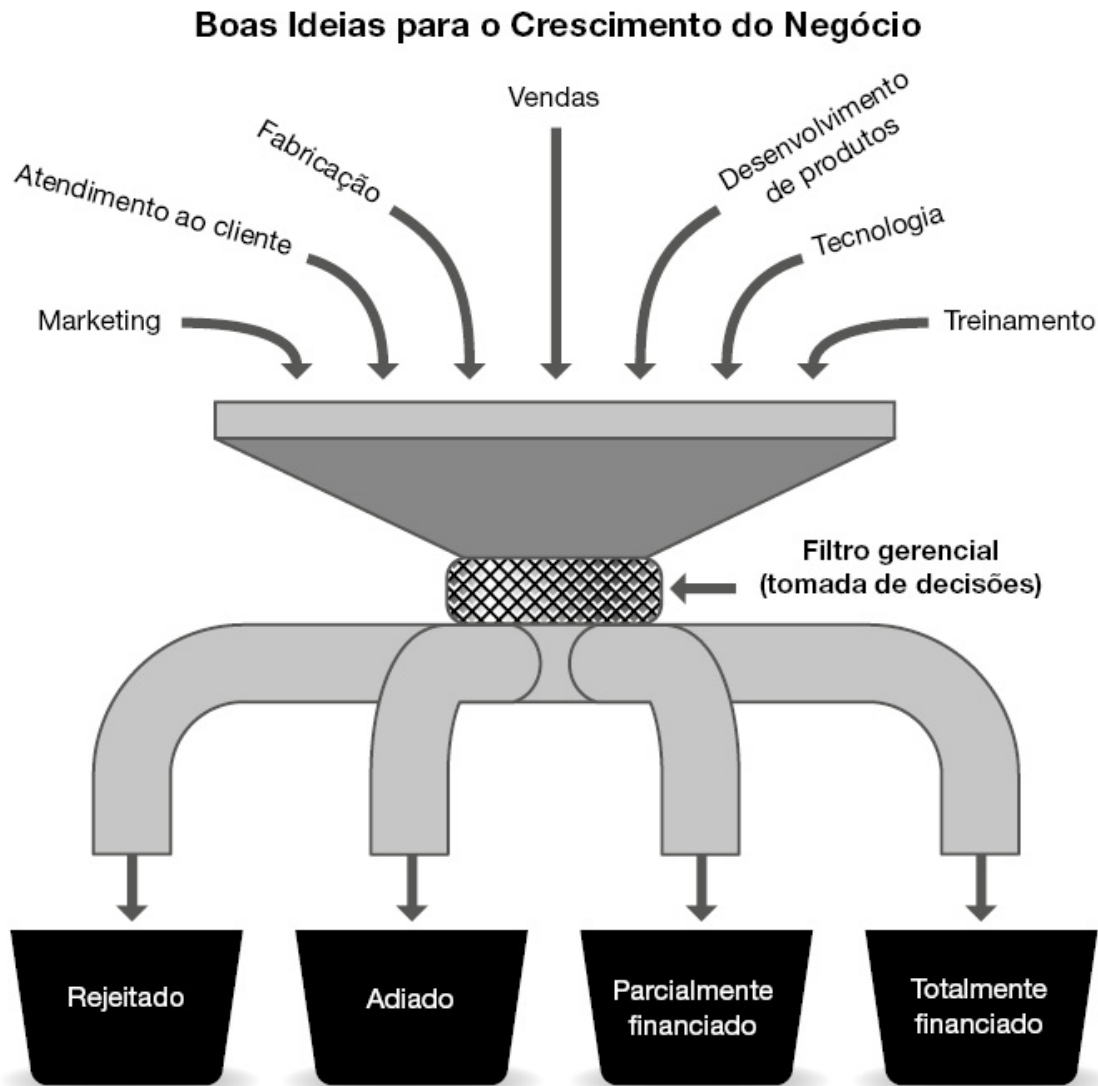 Boas Ideias para o Crescimento do Negócio
Vendas
Fabricação
Desenvolvimento
de produtos
Atendimento ao cliente
Tecnologia
Marketing
Treinamento
Filtro gerencial
(tomada de decisões)
Rejeitado
Adiado
Parcialmente
financiado
Totalmente
financiado